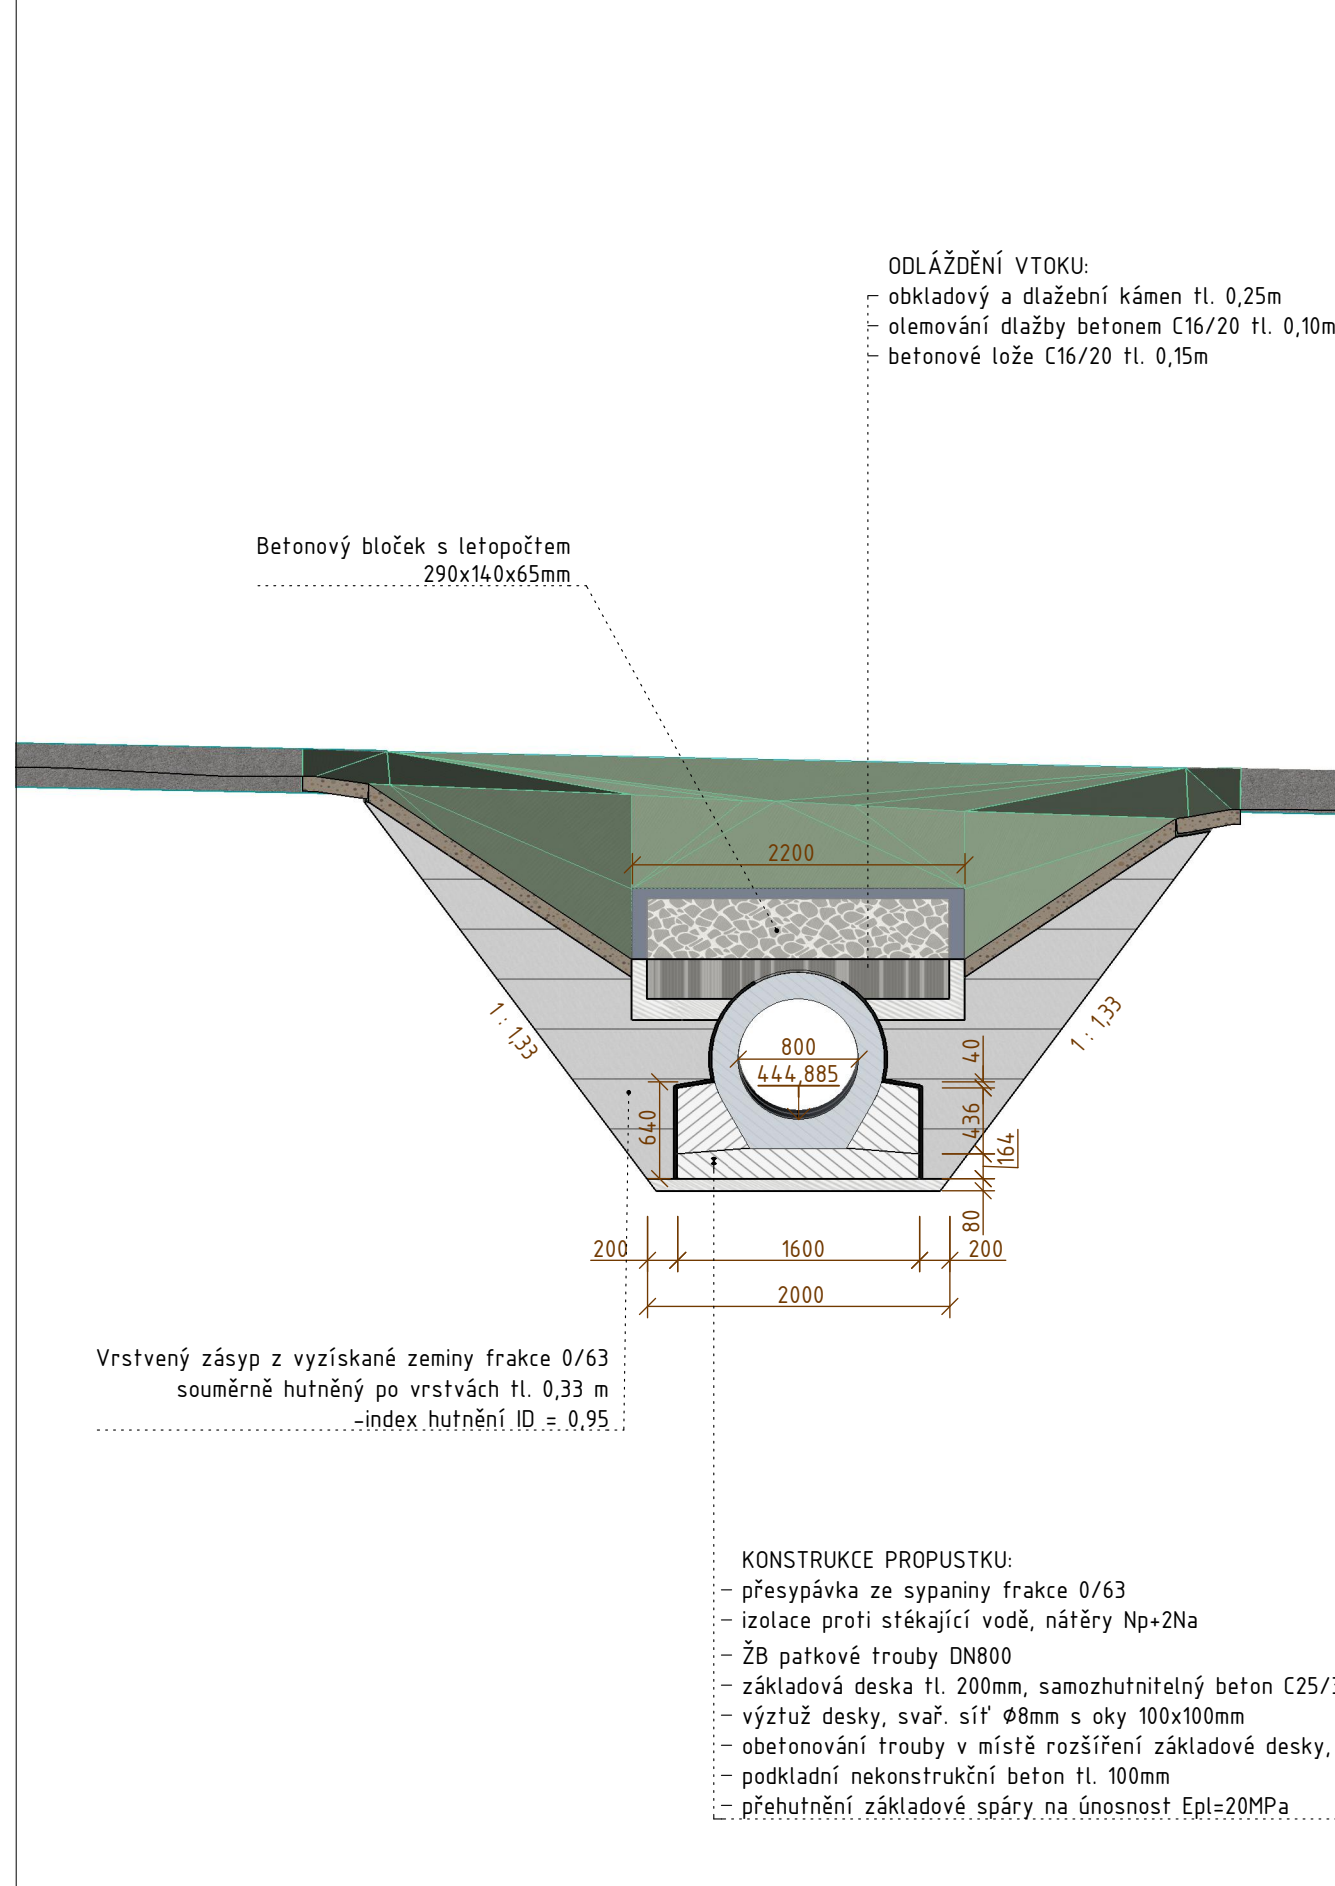 ODLÁŽDĚNÍ VTOKU:
obkladový a dlažební kámen tl. 0,25m
olemování dlažby betonem C16/20 tl. 0,10m
betonové lože C16/20 tl. 0,15m
Betonový bloček s letopočtem
290x140x65mm
2200
1 : 1,33
1 : 1,33
800
444,885
40
640
436
164
80
200
1600
200
2000
Vrstvený zásyp z vyzískané zeminy frakce 0/63
souměrně hutněný po vrstvách tl. 0,33 m
-index hutnění ID = 0,95
KONSTRUKCE PROPUSTKU:
- přesypávka ze sypaniny frakce 0/63
- izolace proti stékající vodě, nátěry Np+2Na
- ŽB patkové trouby DN800
- základová deska tl. 200mm, samozhutnitelný beton C25/
- výztuž desky, svař. síť Ø8mm s oky 100x100mm
- obetonování trouby v místě rozšíření základové desky,
- podkladní nekonstrukční beton tl. 100mm
- přehutnění základové spáry na únosnost Epl=20MPa